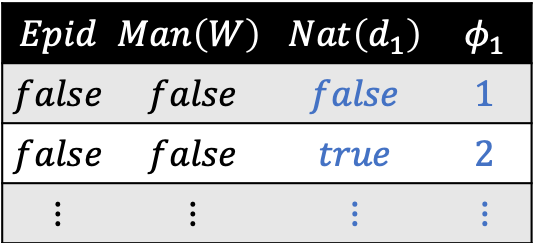 Epid Man(W) Nat(d₁) ϕ₁
false false false 1
false false true 2
⋮ ⋮ ⋮ ⋮